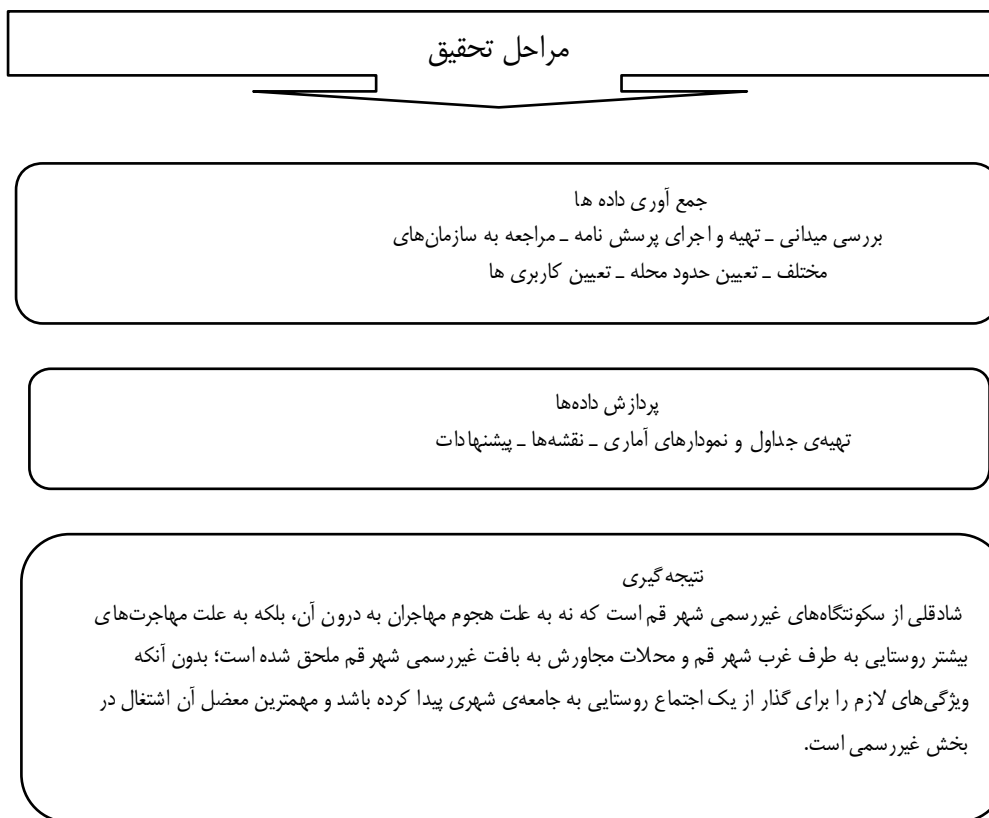 مراحل تحقیق
جمع آوری داده ها
بررسی میدانی ـ تهیه و اجرای پرسش نامه ـ مراجعه به سازمان‌های
مختلف ـ تعیین حدود محله ـ تعیین کاربری ها
پردازش داده‌ها
تهیه‌ی جداول و نمودارهای آماری ـ نقشه‌ها ـ پیشنهادات
نتیجه‌گیری
شادقلی از سکونتگاه‌های غیررسمی شهر قم است که نه به علت هجوم مهاجران به درون آن، بلکه به علت مهاجرت‌های
بیشتر روستایی به طرف غرب شهر قم و محلات مجاورش به بافت غیررسمی شهر قم ملحق شده است؛ بدون آنکه
ویژگی‌های لازم را برای گذار از یک اجتماع روستایی به جامعه‌ی شهری پیدا کرده باشد و مهمترین معضل آن اشتغال در
بخش غیررسمی است.